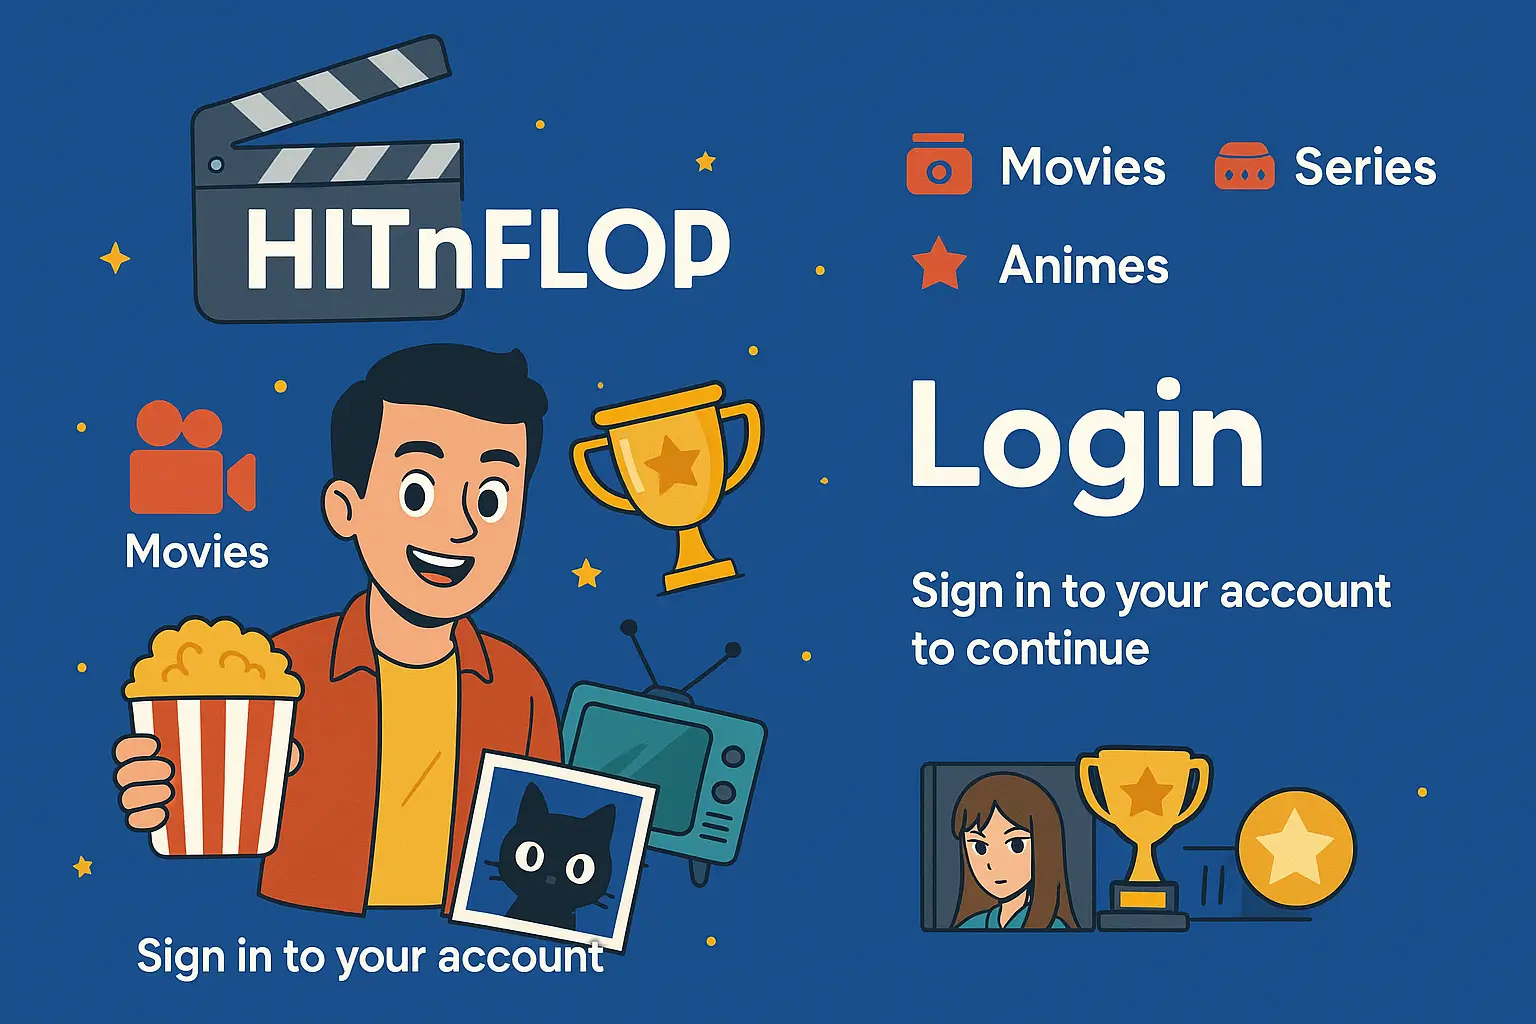 HITnFLOP
Movies
Sign in to your account
Movies
Series
Animes
Login
Sign in to your account
to continue